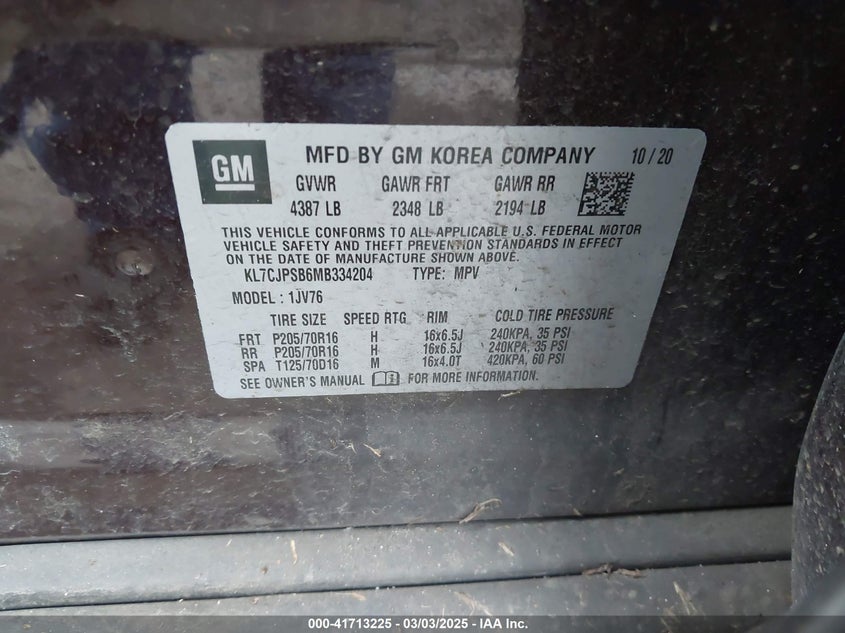 GM MFD BY GM KOREA COMPANY 10/20
GVWR GAWR FRT GAWR RR
4387 LB 2348 LB 2194 LB
THIS VEHICLE CONFORMS TO ALL APPLICABLE U.S. FEDERAL MOTOR
VEHICLE SAFETY AND THEFT PREVENTION STANDARDS IN EFFECT
ON THE DATE OF MANUFACTURE SHOWN ABOVE.
KL7CJPSB6MB334204 TYPE: MPV
MODEL : 1JV76
TIRE SIZE SPEED RTG RIM COLD TIRE PRESSURE
FRT P205/70R16 H 16x6.5J 240KPA, 35 PSI
RR P205/70R16 H 16x6.5J 240KPA, 35 PSI
SPA T125/70D16 M 16x4.0T 420KPA, 60 PSI
SEE OWNER'S MANUAL FOR MORE INFORMATION.
000-41713225 - 03/03/2025 - IAA Inc.